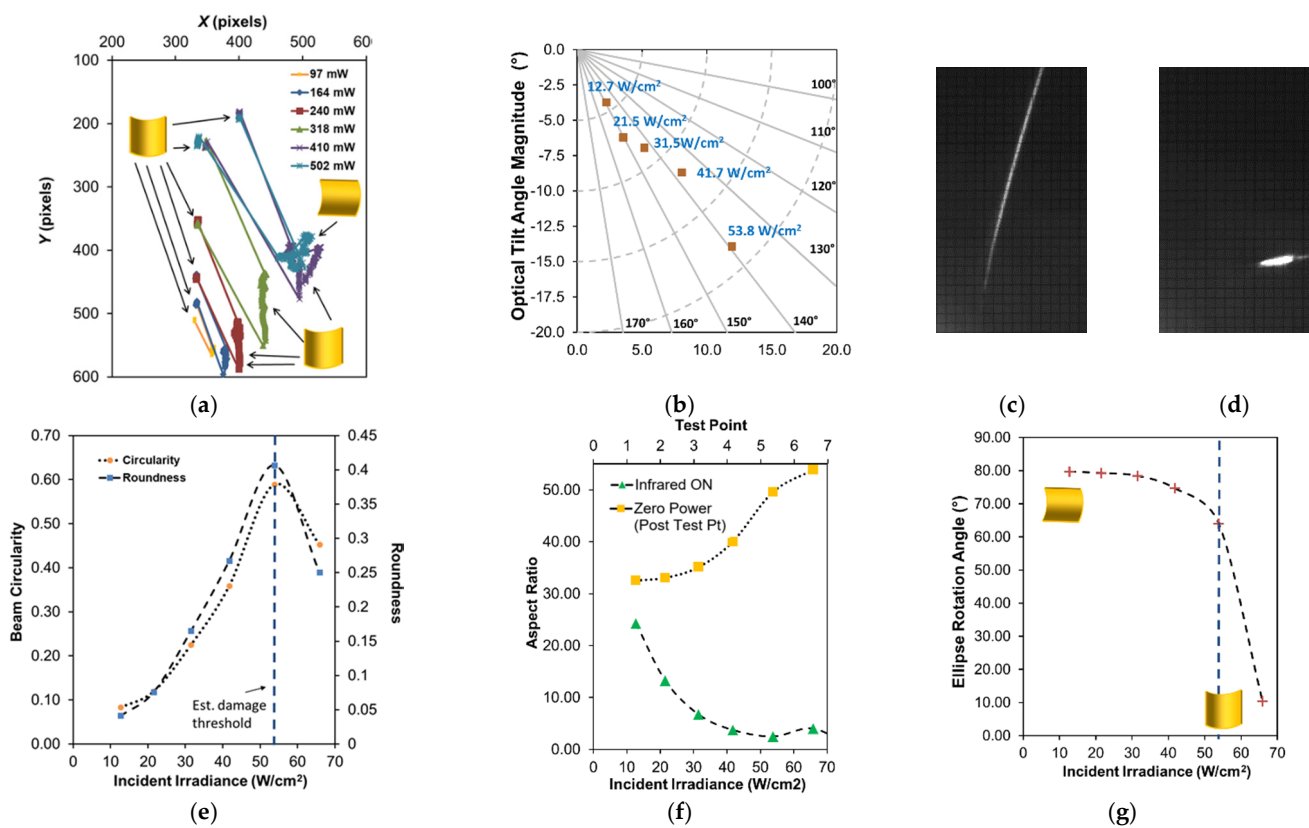 X (pixels)
200 300 400 500 60
100
200
300
400
500
600
Y (pixels)
97 mW
164 mW
240 mW
318 mW
410 mW
502 mW
(a)
0.0
-2.5
-5.0
-7.5
-10.0
-12.5
-15.0
-17.5
-20.0
Optical Tilt Angle Magnitude (°)
12.7 W/cm²
21.5 W/cm²
31.5W/cm²
41.7 W/cm²
53.8 W/cm²
100°
110°
120°
130°
170° 160° 150° 140°
0.0 5.0 10.0 15.0 20.0
(b)
(c)
(d)
0.70
0.60
0.50
0.40
0.30
0.20
0.10
0.00
Beam Circularity
Circularity
Roundness
Est. damage
threshold
0.45
0.4
0.35
0.3
0.25
0.2
0.15
0.1
0.05
0
Roundness
0 10 20 30 40 50 60 70
Incident Irradiance (W/cm²)
(e)
Test Point
0 1 2 3 4 5 6 7
50.00
40.00
30.00
20.00
10.00
0.00
Aspect Ratio
Infrared ON
Zero Power
(Post Test Pt)
0 10 20 30 40 50 60 70
Incident Irradiance (W/cm2)
(f)
90.00
80.00
70.00
60.00
50.00
40.00
30.00
20.00
10.00
0.00
Ellipse Rotation Angle (°)
0 10 20 30 40 50 60 70
Incident Irradiance (W/cm²)
(g)